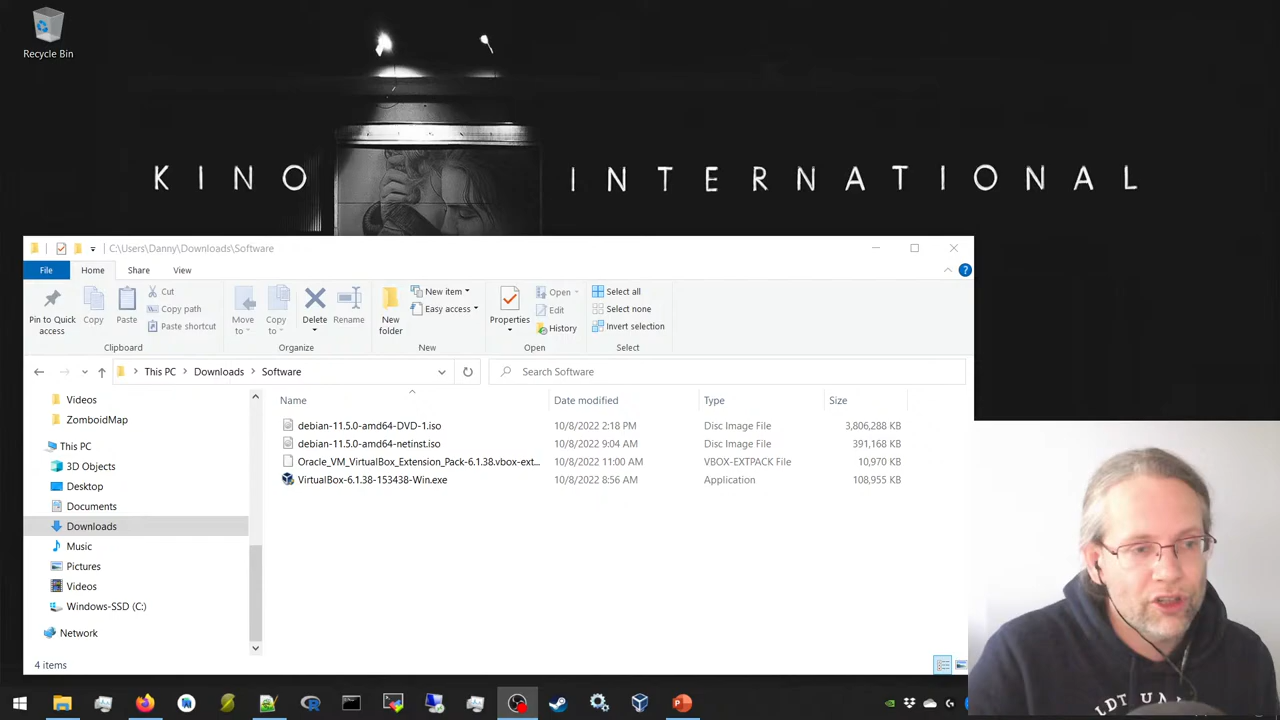 Recycle Bin
KINO INTERNATIONAL
C:\Users\Danny\Downloads\Software
File Home Share View
Pin to Quick access
Copy
Paste
Cut
Copy path
Paste shortcut
Clipboard
Move to
Copy to
Delete
Rename
Organize
New folder
New item
Easy access
New
Properties
Open
Edit
History
Open
Select all
Select none
Invert selection
Select
This PC > Downloads > Software
Search Software
Videos
ZomboidMap
This PC
3D Objects
Desktop
Documents
Downloads
Music
Pictures
Videos
Windows-SSD (C:)
Network
Name Date modified Type Size
debian-11.5.0-amd64-DVD-1.iso 10/8/2022 2:18 PM Disc Image File 3,806,288 KB
debian-11.5.0-amd64-netinst.iso 10/8/2022 9:04 AM Disc Image File 391,168 KB
Oracle_VM_VirtualBox_Extension_Pack-6.1.38.vbox-ext... 10/8/2022 11:00 AM VBOX-EXTPACK File 10,970 KB
VirtualBox-6.1.38-153438-Win.exe 10/8/2022 8:56 AM Application 108,955 KB
4 items